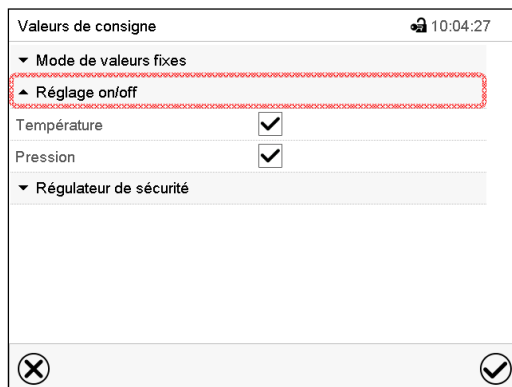 Valeurs de consigne 10:04:27
Mode de valeurs fixes
Réglage on/off
Température
Pression
Régulateur de sécurité